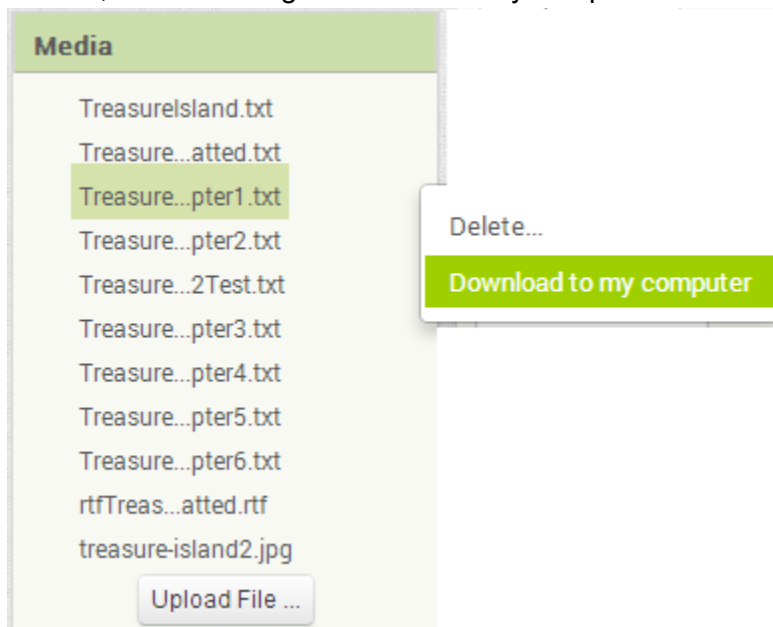 Media
TreasureIsland.txt
Treasure...atted.txt
Treasure...pter1.txt
Treasure...pter2.txt
Treasure...2Test.txt
Treasure...pter3.txt
Treasure...pter4.txt
Treasure...pter5.txt
Treasure...pter6.txt
rtfTreas...atted.rtf
treasure-island2.jpg
Upload File ...
Delete...
Download to my computer